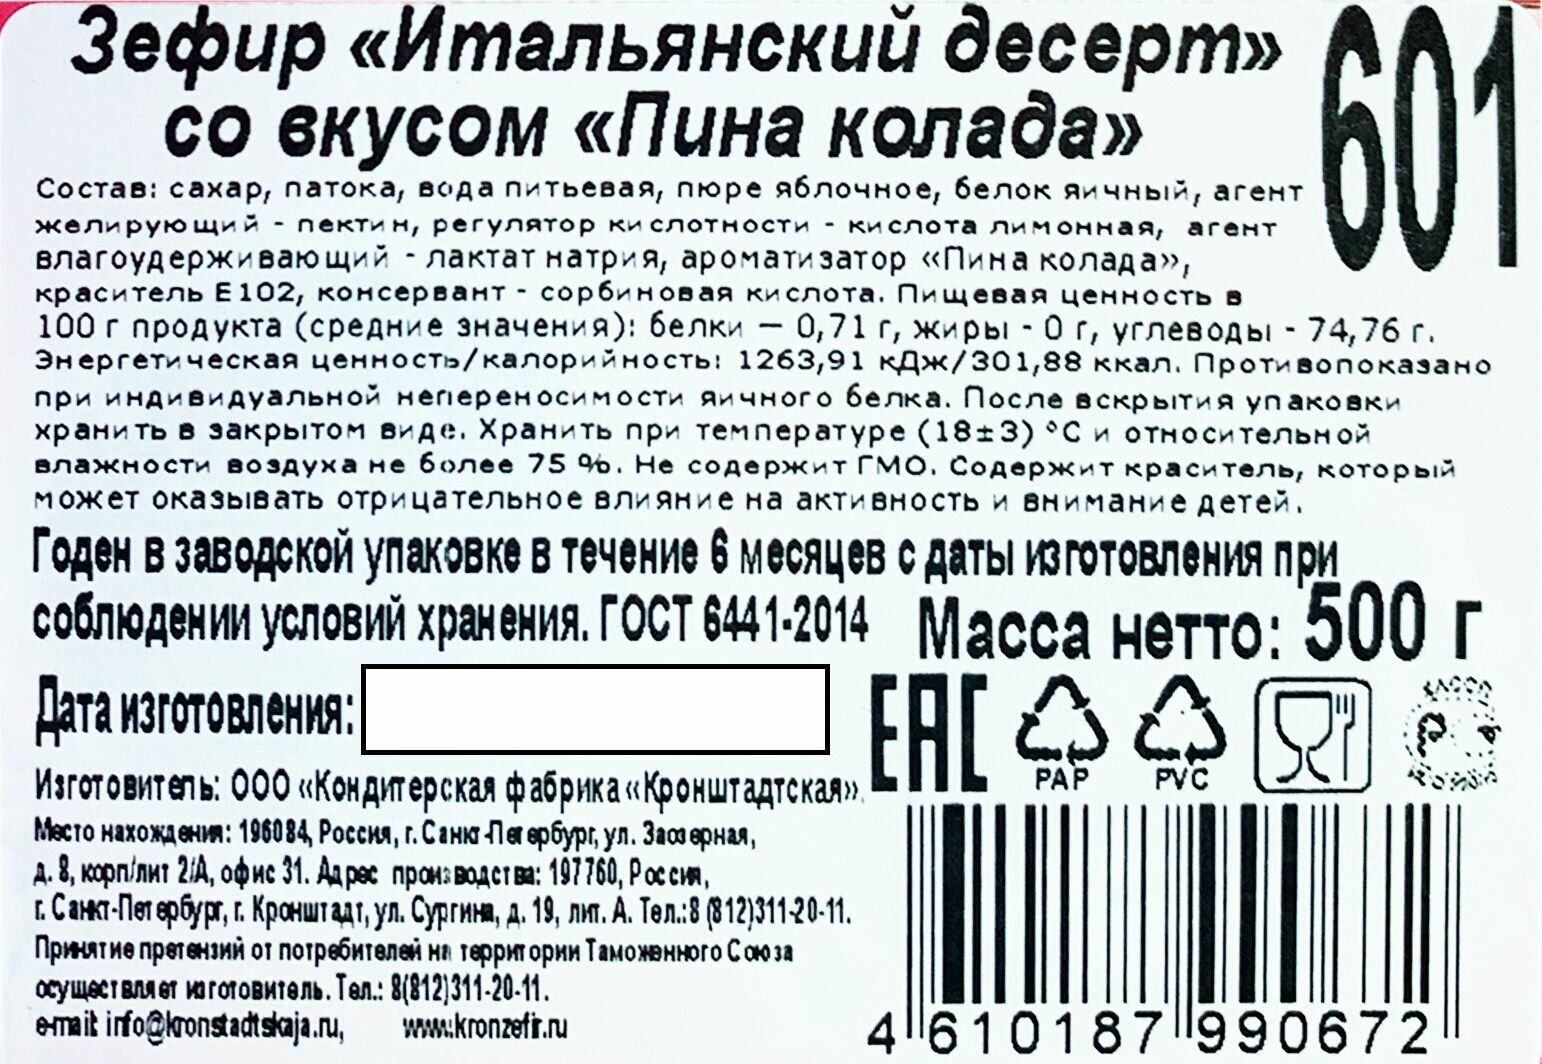 Зефир «Итальянский десерт»
со вкусом «Пина колада»
601
Состав: сахар, патока, вода питьевая, пюре яблочное, белок яичный, агент
желирующий - пектин, регулятор кислотности - кислота лимонная, агент
влагоудерживающий - лактат натрия, ароматизатор «Пина колада»,
краситель Е102, консервант - сорбиновая кислота. Пищевая ценность в
100 г продукта (средние значения): белки — 0,71 г, жиры - 0 г, углеводы - 74,76 г.
Энергетическая ценность/калорийность: 1263,91 кДж/301,88 ккал. Противопоказано
при индивидуальной непереносимости яичного белка. После вскрытия упаковки
хранить в закрытом виде. Хранить при температуре (18±3) °С и относительной
влажности воздуха не более 75 %. Не содержит ГМО. Содержит краситель, который
может оказывать отрицательное влияние на активность и внимание детей.
Годен в заводской упаковке в течение 6 месяцев с даты изготовления при
соблюдении условий хранения. ГОСТ 6441-2014
Масса нетто: 500 г
Дата изготовления:
EAC
PAP
PVC
Изготовитель: ООО «Кондитерская фабрика «Кронштадтская».
Место нахождения: 196084, Россия, г. Санкт-Петербург, ул. Заозерная,
д. 8, корп/лит 2/А, офис 31. Адрес производства: 197760, Россия,
г. Санкт-Петербург, г. Кронштадт, ул. Сургина, д. 19, лит. А. Тел.:8 (812)311-20-11.
Принятие претензий от потребителей на территории Таможенного Союза
осуществляет изготовитель. Тел.: 8(812)311-20-11.
e-mail: info@kronstadtskaja.ru, www.kronzefir.ru
4 610187 990672